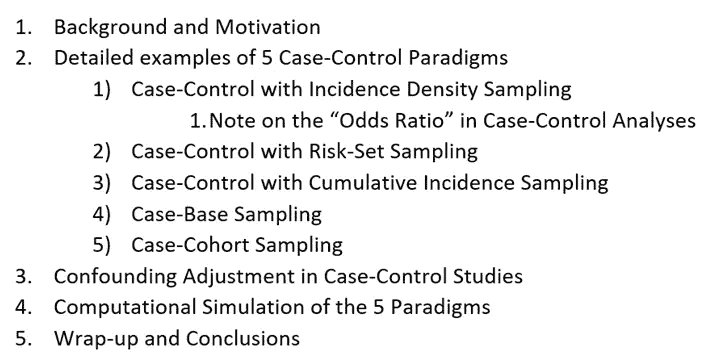 1. Background and Motivation
2. Detailed examples of 5 Case-Control Paradigms
1) Case-Control with Incidence Density Sampling
1.Note on the “Odds Ratio” in Case-Control Analyses
2) Case-Control with Risk-Set Sampling
3) Case-Control with Cumulative Incidence Sampling
4) Case-Base Sampling
5) Case-Cohort Sampling
3. Confounding Adjustment in Case-Control Studies
4. Computational Simulation of the 5 Paradigms
5. Wrap-up and Conclusions